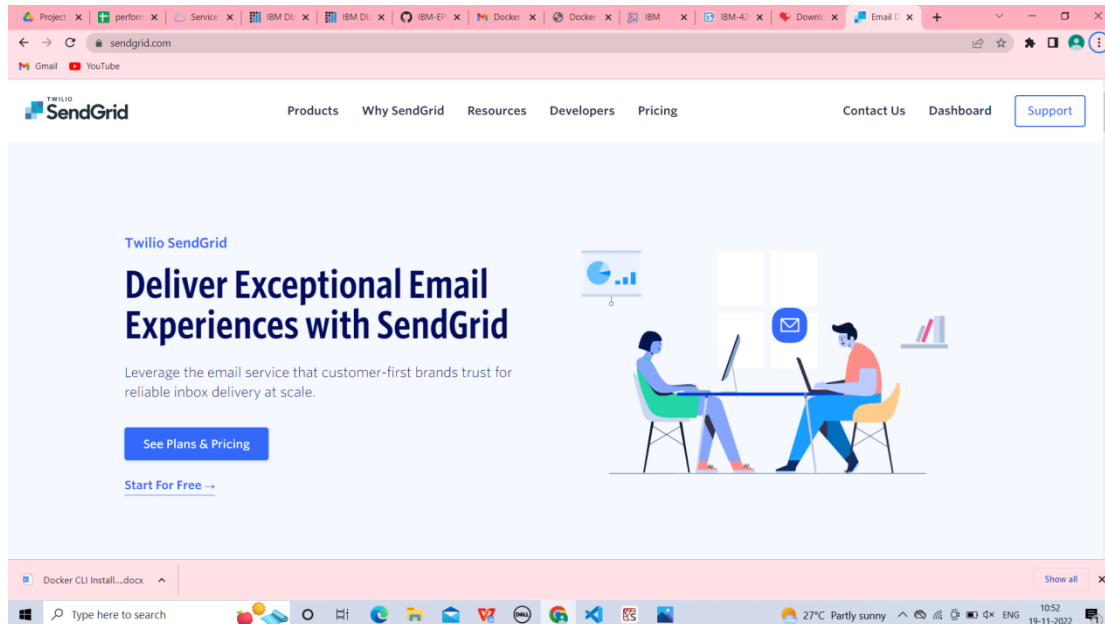 Project
perform
Service
IBM Db
IBM Db
IBM-EP
Docker
Docker
IBM
IBM-42
Downlo
Email D
sendgrid.com
Gmail
YouTube
TWILIO
SendGrid
Products
Why SendGrid
Resources
Developers
Pricing
Contact Us
Dashboard
Support
Twilio SendGrid
Deliver Exceptional Email
Experiences with SendGrid
Leverage the email service that customer-first brands trust for
reliable inbox delivery at scale.
See Plans & Pricing
Start For Free →
Docker CLI Install....docx
Show all
Type here to search
DELL
27°C Partly sunny
ENG
10:52
19-11-2022